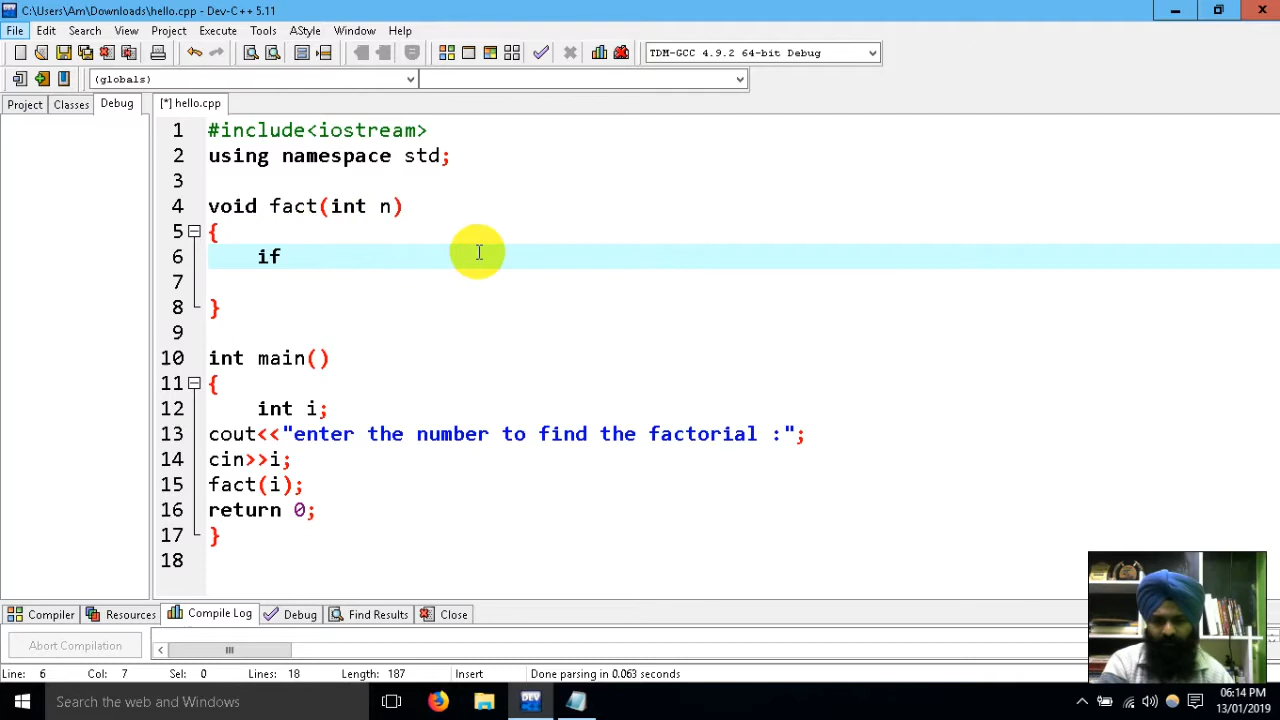 C:\Users\Am\Downloads\hello.cpp - Dev-C++ 5.11
File Edit Search View Project Execute Tools AStyle Window Help
TDM-GCC 4.9.2 64-bit Debug
(globals)
Project Classes Debug [*] hello.cpp
1 #include<iostream>
2 using namespace std;
3
4 void fact(int n)
5 {
6 if
7
8 }
9
10 int main()
11 {
12 int i;
13 cout<<"enter the number to find the factorial :";
14 cin>>i;
15 fact(i);
16 return 0;
17 }
18
Compiler Resources Compile Log Debug Find Results Close
Abort Compilation
Line: 6 Col: 7 Sel: 0 Lines: 18 Length: 187 Insert Done parsing in 0.063 seconds
Search the web and Windows
DEV
06:14 PM
13/01/2019